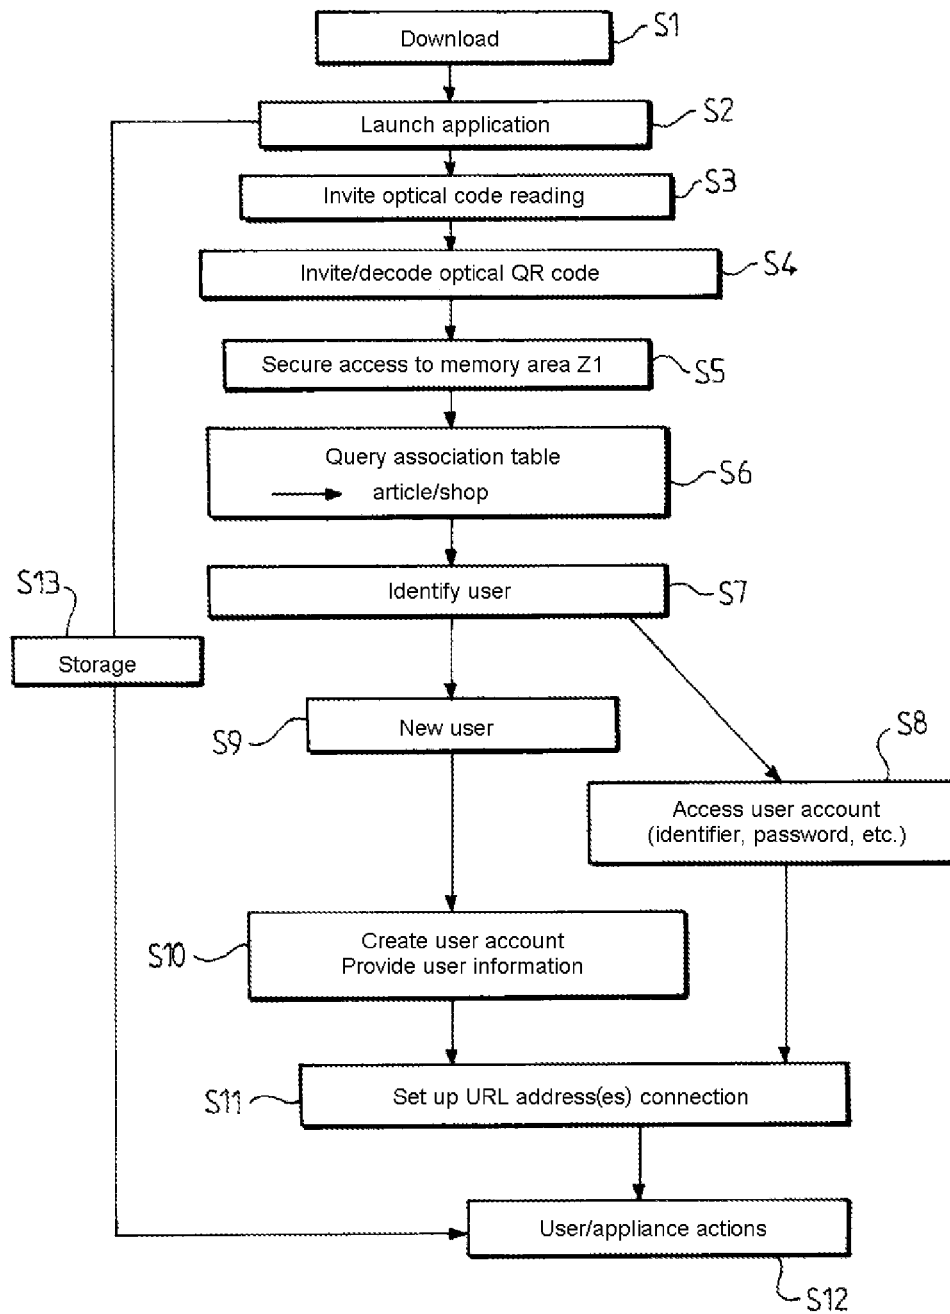 Download
S1
Launch application
S2
Invite optical code reading
S3
Invite/decode optical QR code
S4
Secure access to memory area Z1
S5
Query association table
article/shop
S6
Identify user
S7
S13
Storage
New user
S9
S8
Access user account
(identifier, password, etc.)
S10
Create user account
Provide user information
S11
Set up URL address(es) connection
User/appliance actions
S12